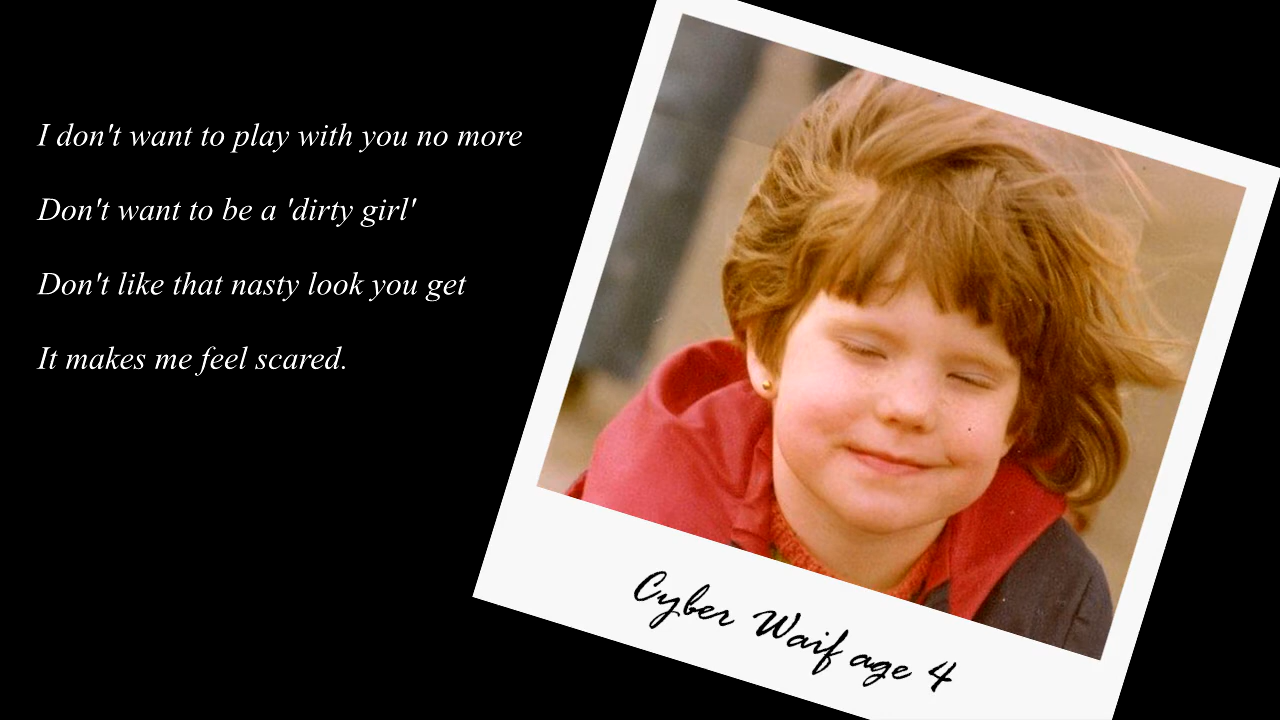 I don't want to play with you no more
Don't want to be a 'dirty girl'
Don't like that nasty look you get
It makes me feel scared.
Cyber Waif age 4